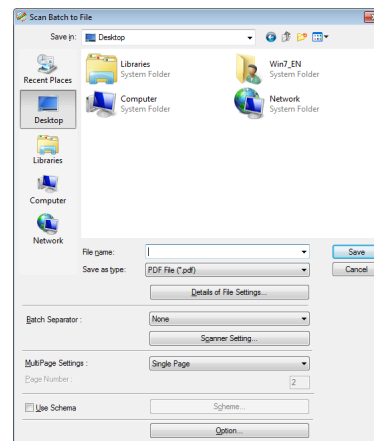 Scan Batch to File
Save in:
Desktop
Recent Places
Desktop
Libraries
Computer
Network
Libraries
System Folder
Win7_EN
System Folder
Computer
System Folder
Network
System Folder
File name:
Save as type:
PDF File (*.pdf)
Save
Cancel
Details of File Settings...
Batch Separator :
None
Scanner Setting...
MultiPage Settings :
Single Page
Page Number :
2
Use Schema
Scheme...
Option...